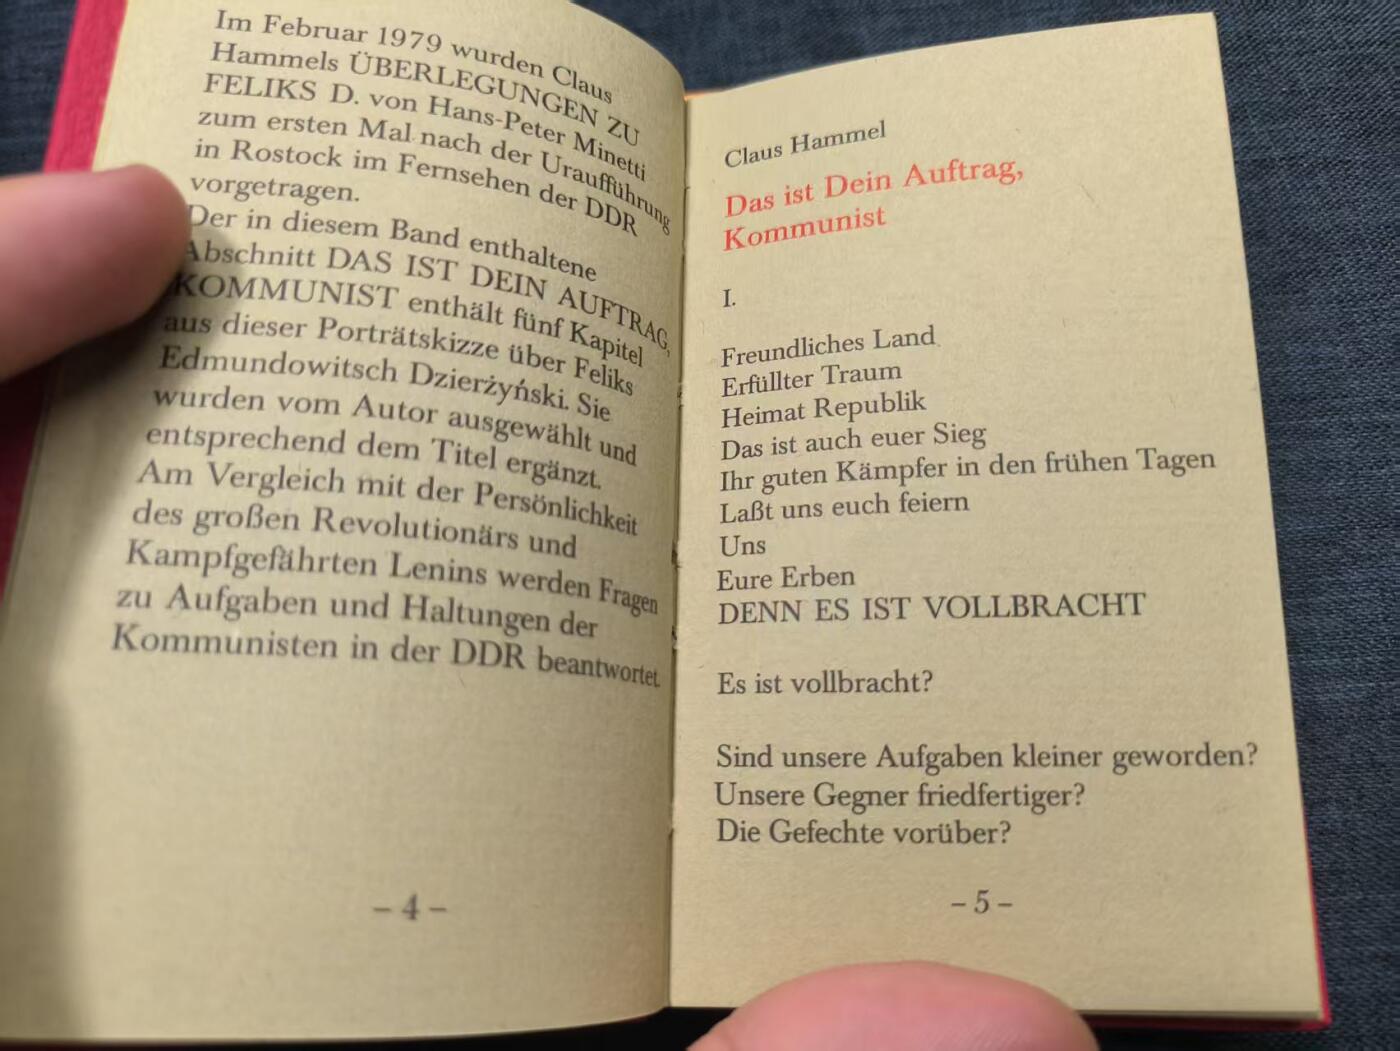 Im Februar 1979 wurden Claus
Hammels ÜBERLEGUNGEN ZU
FELIKS D. von Hans-Peter Minetti
zum ersten Mal nach der Uraufführung
in Rostock im Fernsehen der DDR
vorgetragen.
Der in diesem Band enthaltene
Abschnitt DAS IST DEIN AUFTRAG,
KOMMUNIST enthält fünf Kapitel
aus dieser Porträtskizze über Feliks
Edmundowitsch Dzierżyński. Sie
wurden vom Autor ausgewählt und
entsprechend dem Titel ergänzt.
Am Vergleich mit der Persönlichkeit
des großen Revolutionärs und
Kampfgefährten Lenins werden Fragen
zu Aufgaben und Haltungen der
Kommunisten in der DDR beantwortet.
– 4 –
Claus Hammel
Das ist Dein Auftrag,
Kommunist
I.
Freundliches Land
Erfüllter Traum
Heimat Republik
Das ist auch euer Sieg
Ihr guten Kämpfer in den frühen Tagen
Laßt uns euch feiern
Uns
Eure Erben
DENN ES IST VOLLBRACHT
Es ist vollbracht?
Sind unsere Aufgaben kleiner geworden?
Unsere Gegner friedfertiger?
Die Gefechte vorüber?
– 5 –